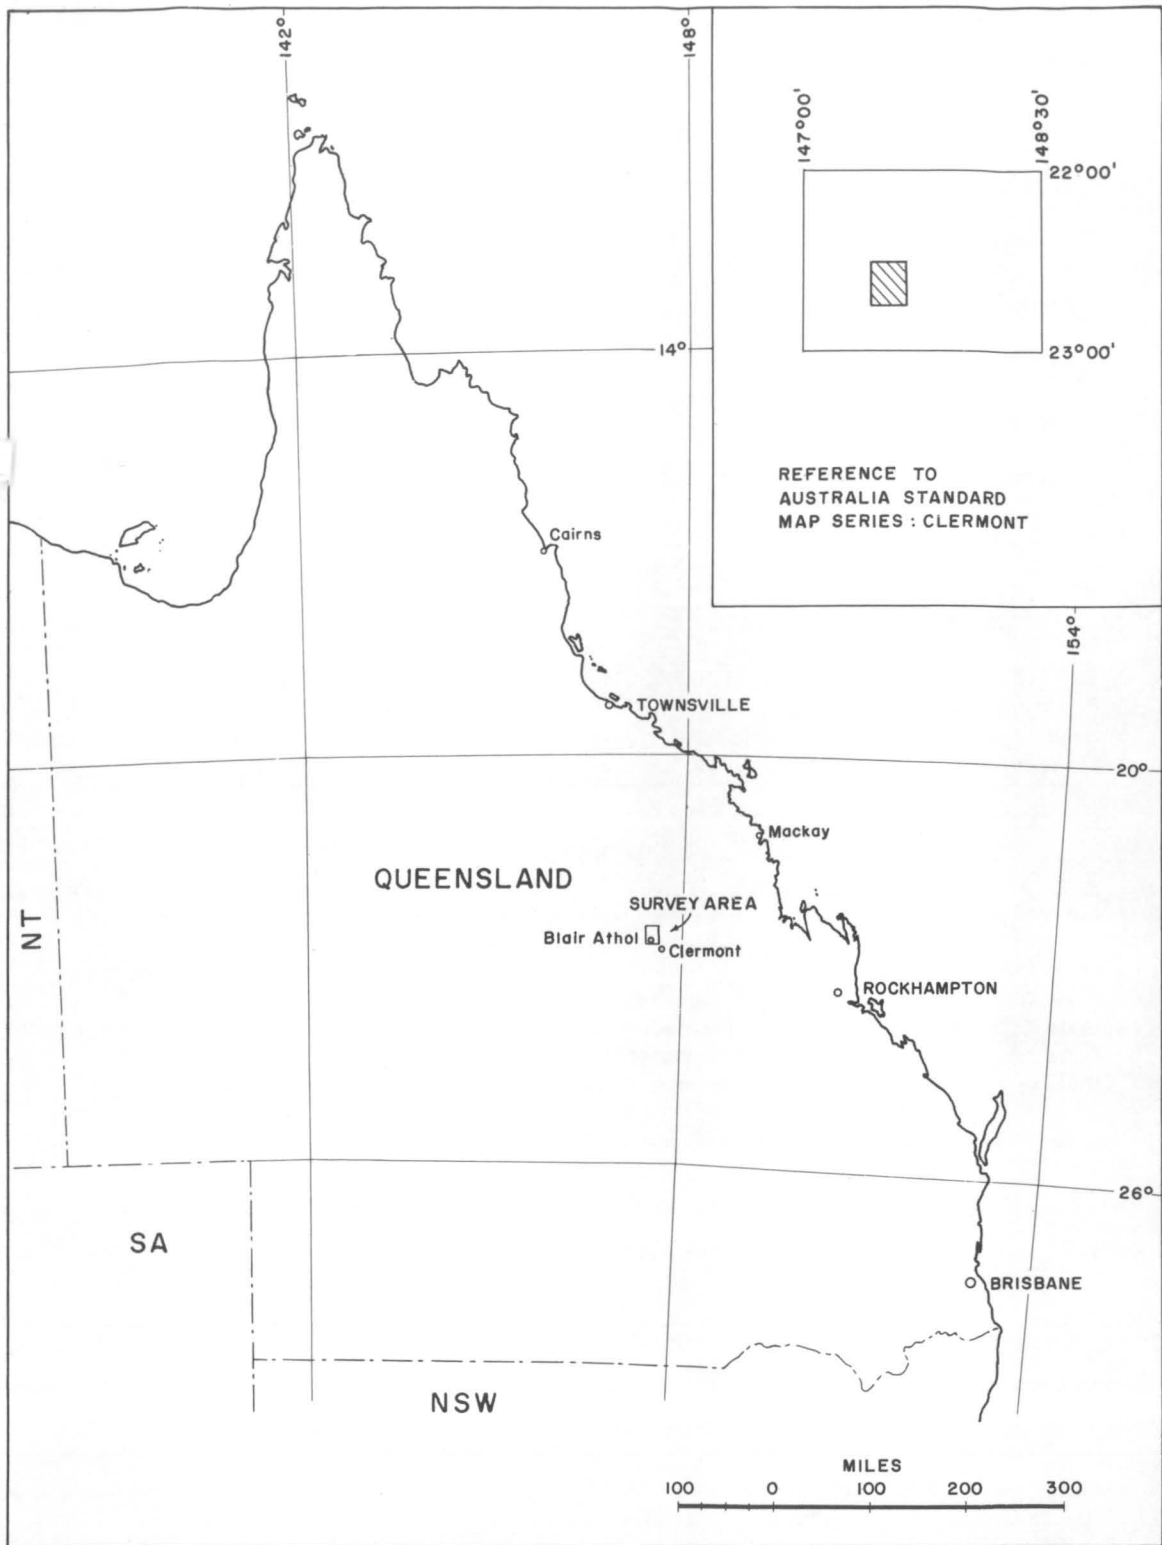 142°
148°
147°00'
148°30'
22°00'
23°00'
14°
REFERENCE TO
AUSTRALIA STANDARD
MAP SERIES : CLERMONT
Cairns
154°
TOWNSVILLE
20°
Mackay
QUEENSLAND
SURVEY AREA
NT
Blair Athol
Clermont
ROCKHAMPTON
26°
SA
BRISBANE
NSW
MILES
100 0 100 200 300